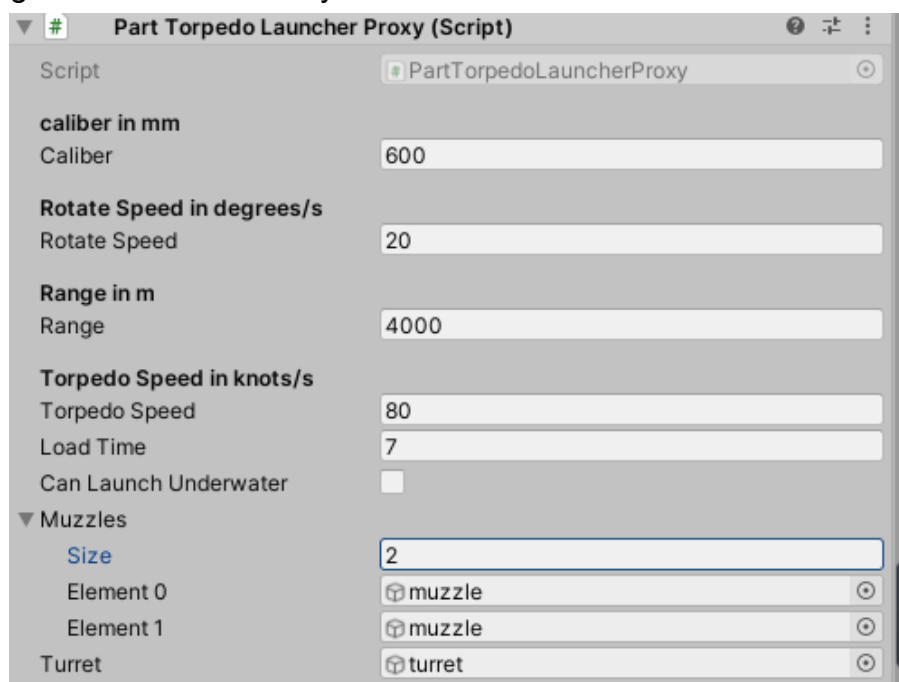 # Part Torpedo Launcher Proxy (Script)
Script # PartTorpedoLauncherProxy
caliber in mm
Caliber 600
Rotate Speed in degrees/s
Rotate Speed 20
Range in m
Range 4000
Torpedo Speed in knots/s
Torpedo Speed 80
Load Time 7
Can Launch Underwater
Muzzles
Size 2
Element 0 muzzle
Element 1 muzzle
Turret turret